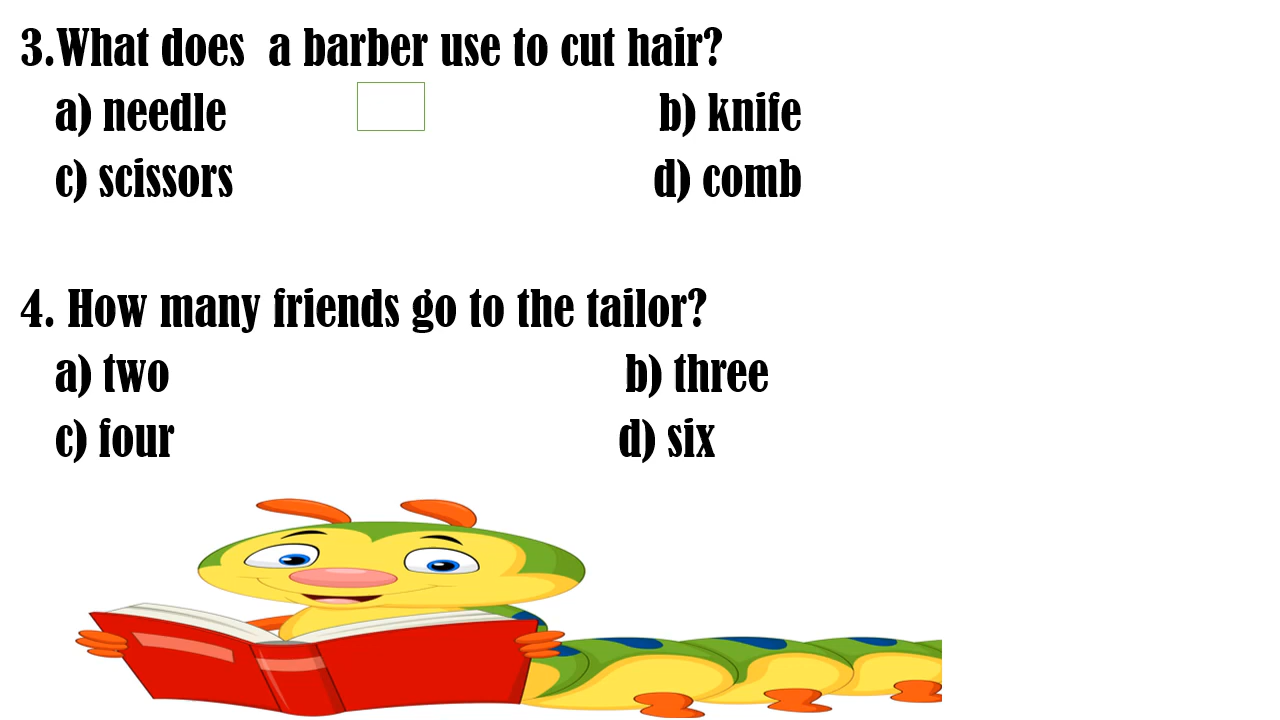 3.What does  a barber use to cut hair?
a) needle b) knife
c) scissors d) comb
4. How many friends go to the tailor?
a) two b) three
c) four d) six